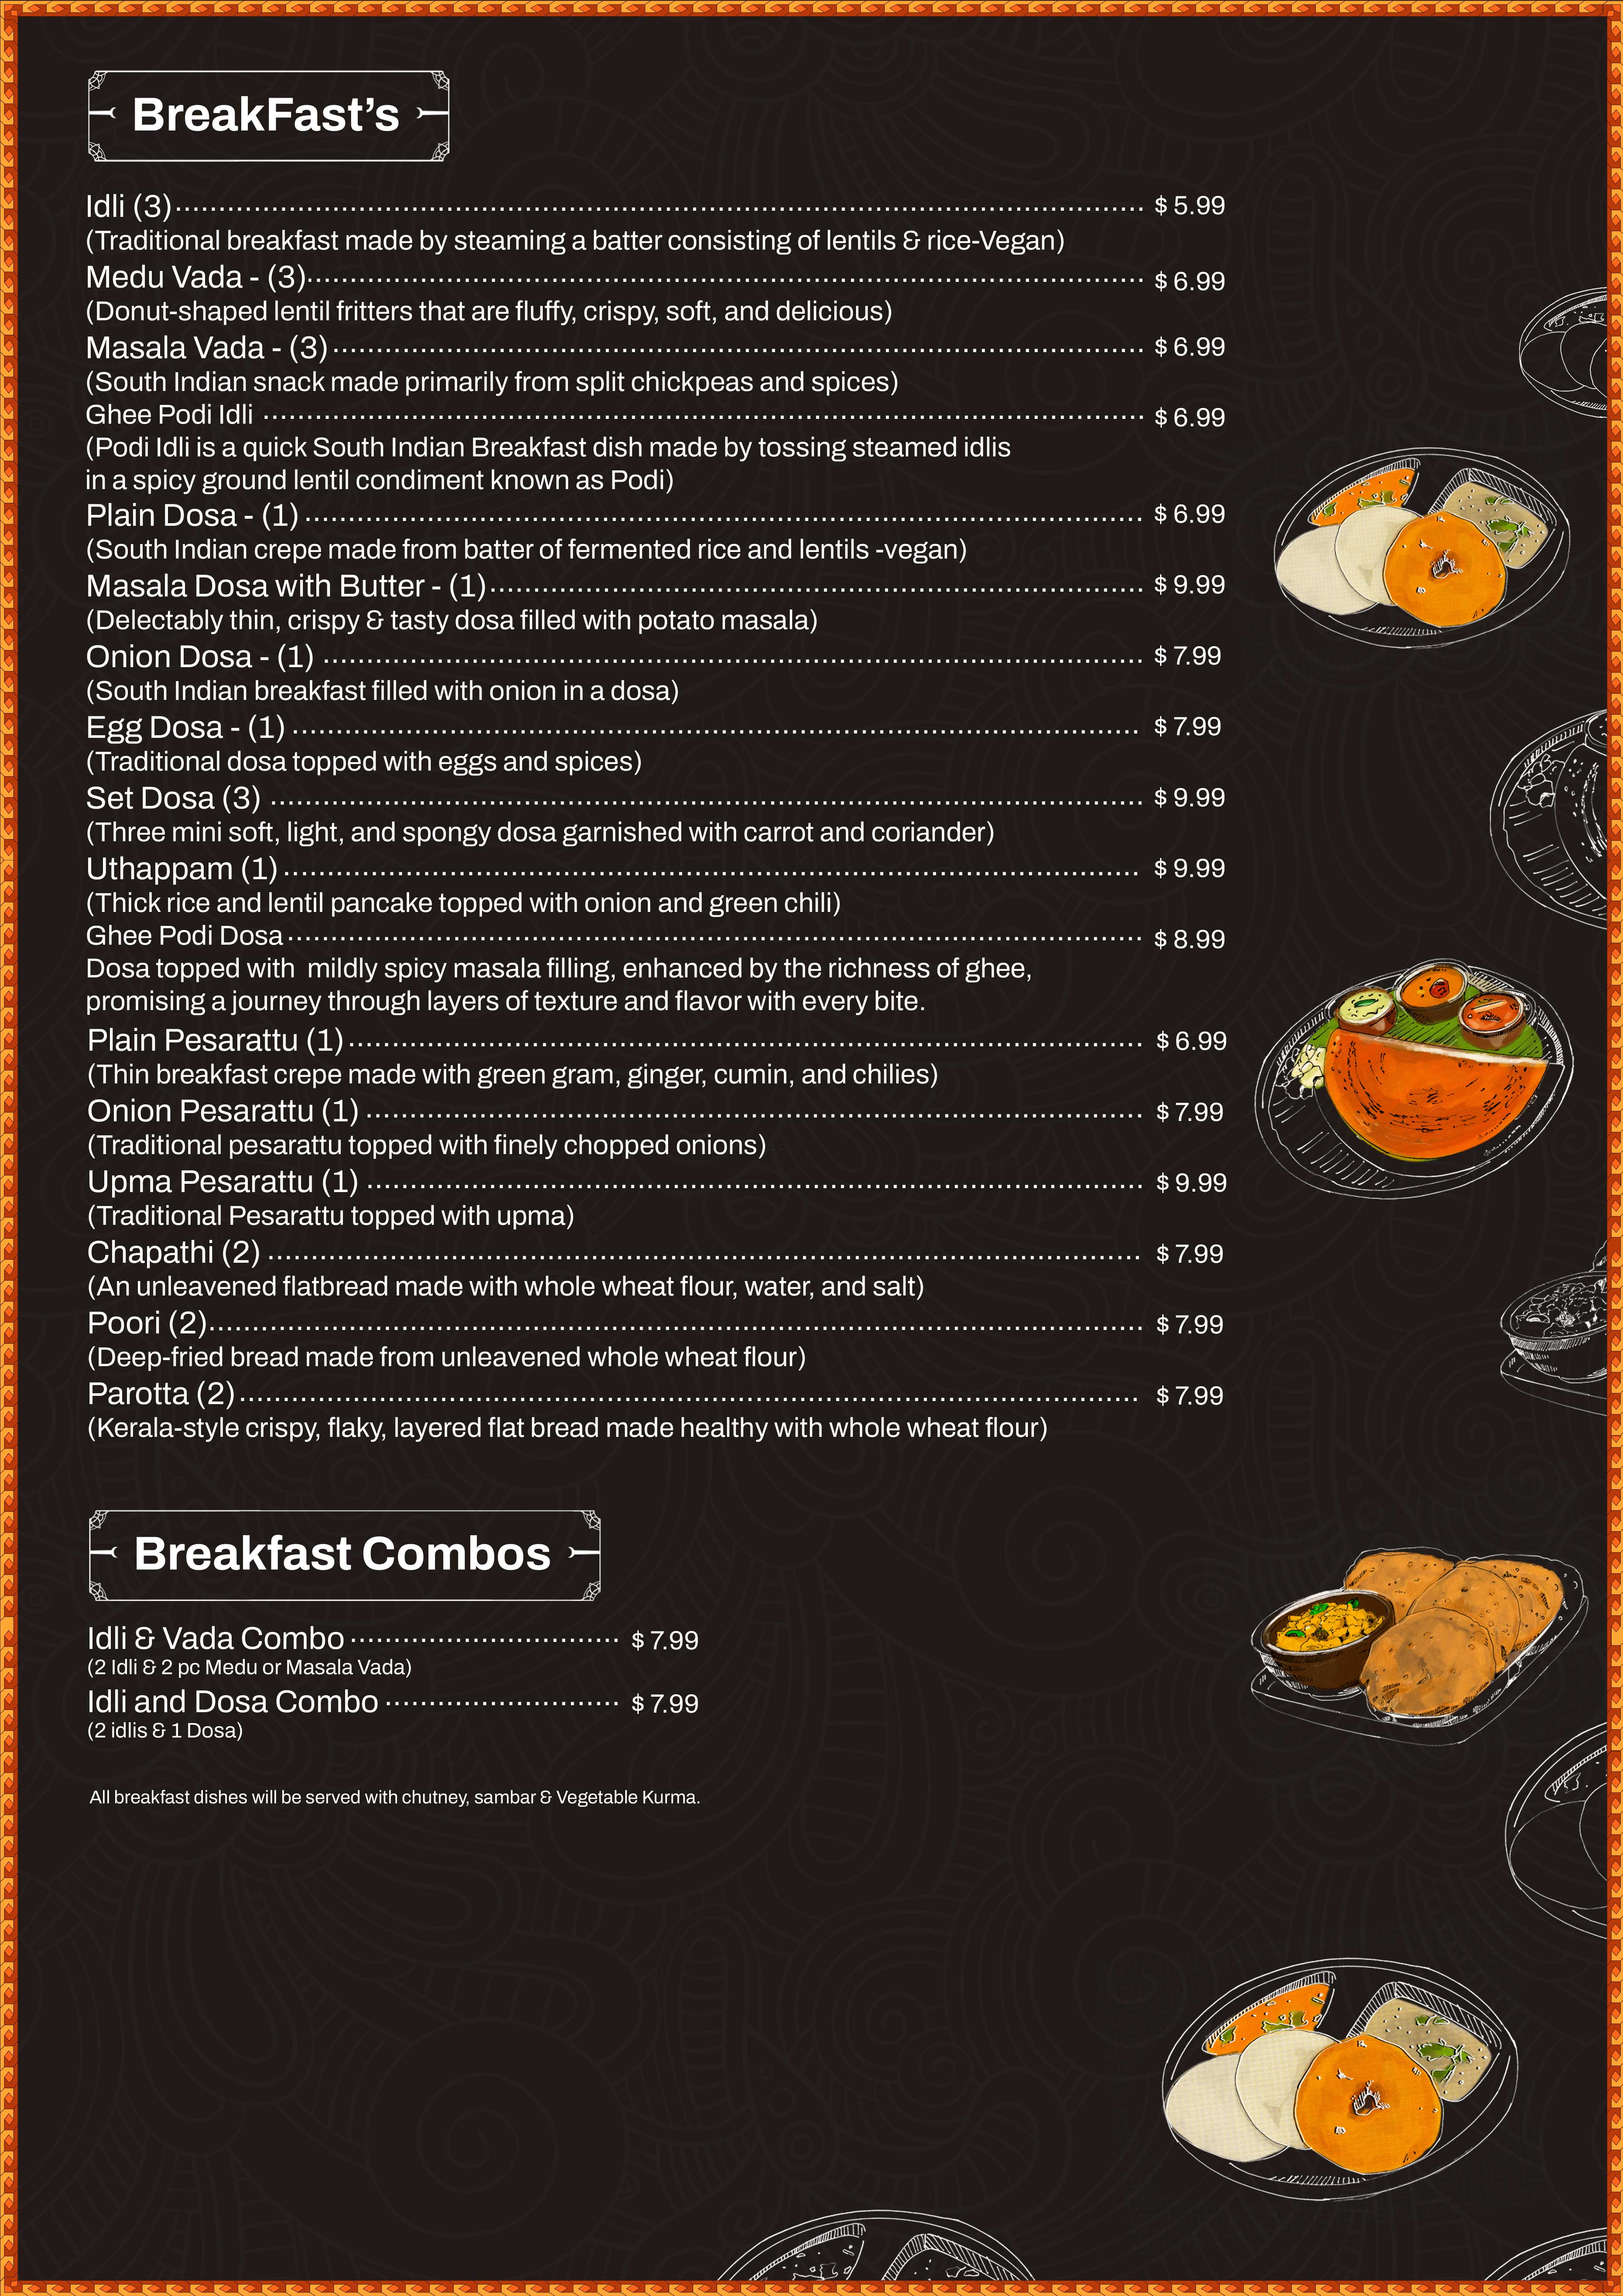 BreakFast’s
Idli (3) $ 5.99
(Traditional breakfast made by steaming a batter consisting of lentils & rice-Vegan)
Medu Vada - (3) $ 6.99
(Donut-shaped lentil fritters that are fluffy, crispy, soft, and delicious)
Masala Vada - (3) $ 6.99
(South Indian snack made primarily from split chickpeas and spices)
Ghee Podi Idli $ 6.99
(Podi Idli is a quick South Indian Breakfast dish made by tossing steamed idlis
in a spicy ground lentil condiment known as Podi)
Plain Dosa - (1) $ 6.99
(South Indian crepe made from batter of fermented rice and lentils -vegan)
Masala Dosa with Butter - (1) $ 9.99
(Delectably thin, crispy & tasty dosa filled with potato masala)
Onion Dosa - (1) $ 7.99
(South Indian breakfast filled with onion in a dosa)
Egg Dosa - (1) $ 7.99
(Traditional dosa topped with eggs and spices)
Set Dosa (3) $ 9.99
(Three mini soft, light, and spongy dosa garnished with carrot and coriander)
Uthappam (1) $ 9.99
(Thick rice and lentil pancake topped with onion and green chili)
Ghee Podi Dosa $ 8.99
Dosa topped with mildly spicy masala filling, enhanced by the richness of ghee,
promising a journey through layers of texture and flavor with every bite.
Plain Pesarattu (1) $ 6.99
(Thin breakfast crepe made with green gram, ginger, cumin, and chilies)
Onion Pesarattu (1) $ 7.99
(Traditional pesarattu topped with finely chopped onions)
Upma Pesarattu (1) $ 9.99
(Traditional Pesarattu topped with upma)
Chapathi (2) $ 7.99
(An unleavened flatbread made with whole wheat flour, water, and salt)
Poori (2) $ 7.99
(Deep-fried bread made from unleavened whole wheat flour)
Parotta (2) $ 7.99
(Kerala-style crispy, flaky, layered flat bread made healthy with whole wheat flour)
Breakfast Combos
Idli & Vada Combo $ 7.99
(2 Idli & 2 pc Medu or Masala Vada)
Idli and Dosa Combo $ 7.99
(2 idlis & 1 Dosa)
All breakfast dishes will be served with chutney, sambar & Vegetable Kurma.